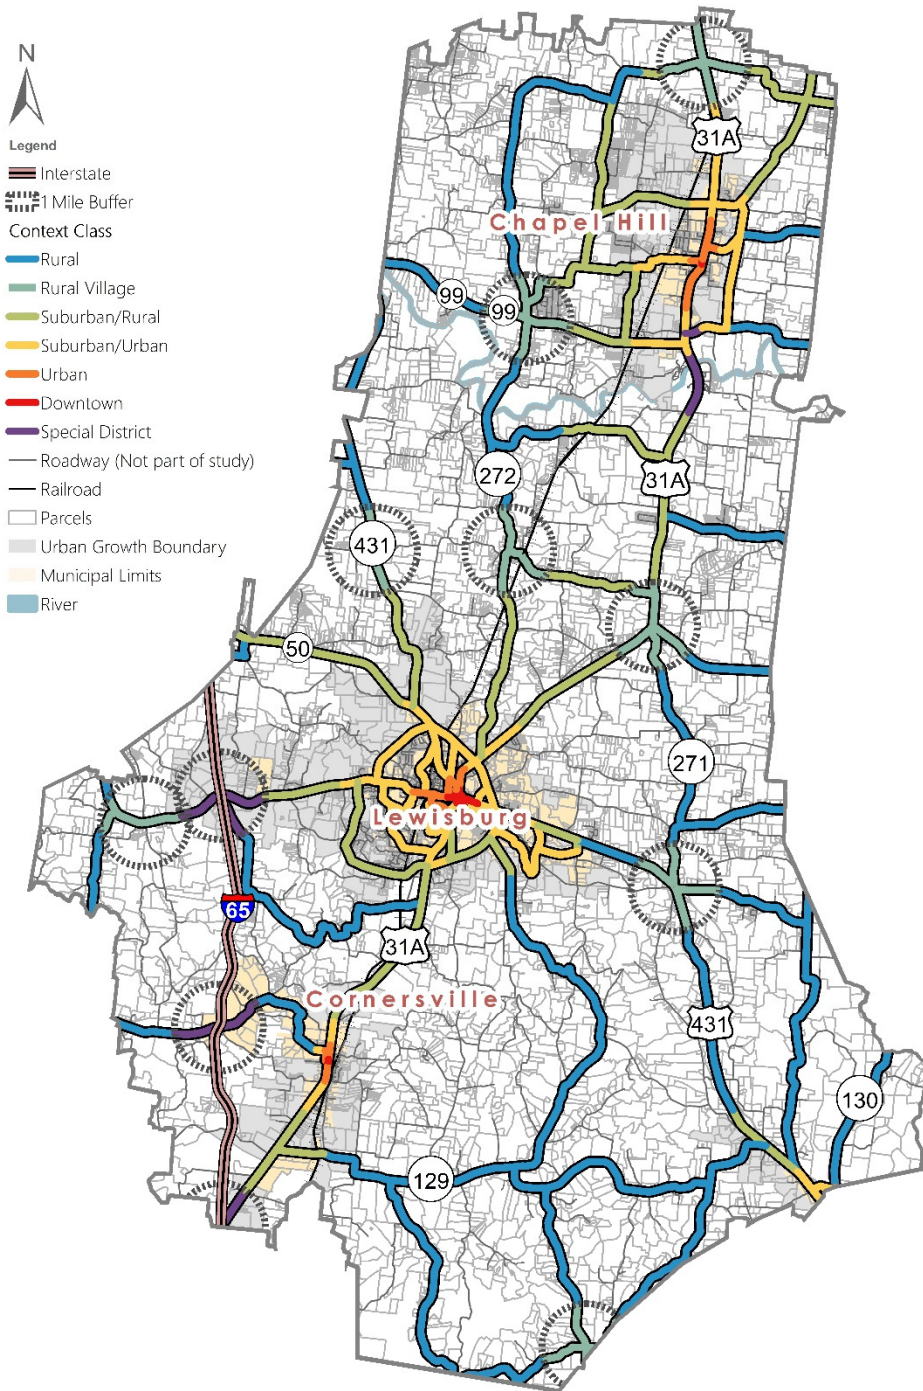 N
Legend
Interstate
1 Mile Buffer
Context Class
Rural
Rural Village
Suburban/Rural
Suburban/Urban
Urban
Downtown
Special District
Roadway (Not part of study)
Railroad
Parcels
Urban Growth Boundary
Municipal Limits
River
31A
Chapel Hill
99
99
272
31A
431
50
271
Lewisburg
65
31A
Cornersville
431
130
129